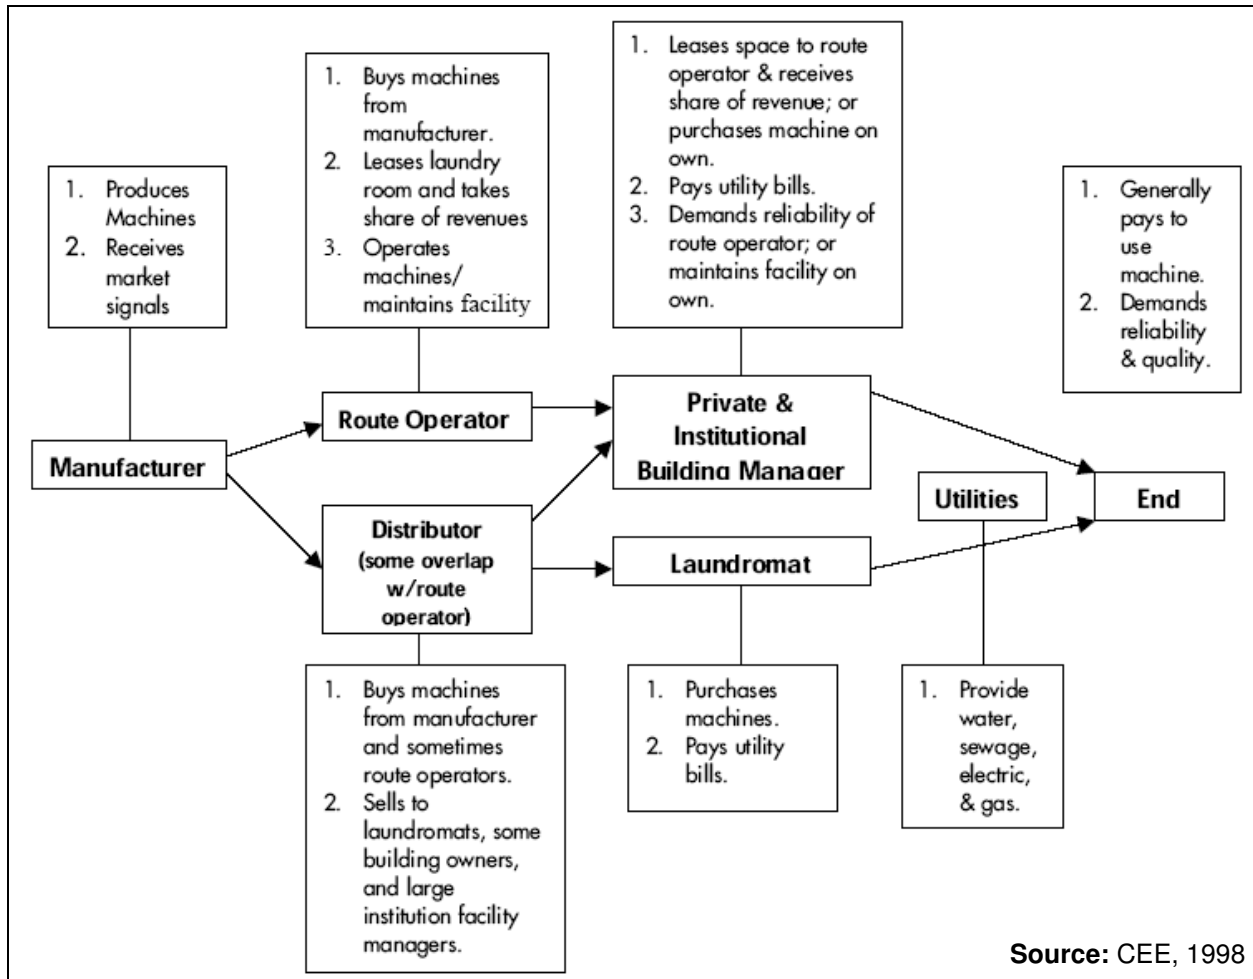 1. Produces
Machines
2. Receives
market
signals
1. Buys machines
from
manufacturer.
2. Leases laundry
room and takes
share of revenues
3. Operates
machines/
maintains facility
1. Leases space to route
operator & receives
share of revenue; or
purchases machine on
own.
2. Pays utility bills.
3. Demands reliability of
route operator; or
maintains facility on
own.
1. Generally
pays to
use
machine.
2. Demands
reliability
& quality.
Manufacturer
Route Operator
Private &
Institutional
Building Manager
Utilities
End
Distributor
(some overlap
w/route
operator)
Laundromat
1. Buys machines
from manufacturer
and sometimes
route operators.
2. Sells to
laundromats, some
building owners,
and large
institution facility
managers.
1. Purchases
machines.
2. Pays utility
bills.
1. Provide
water,
sewage,
electric,
& gas.
Source: CEE, 1998